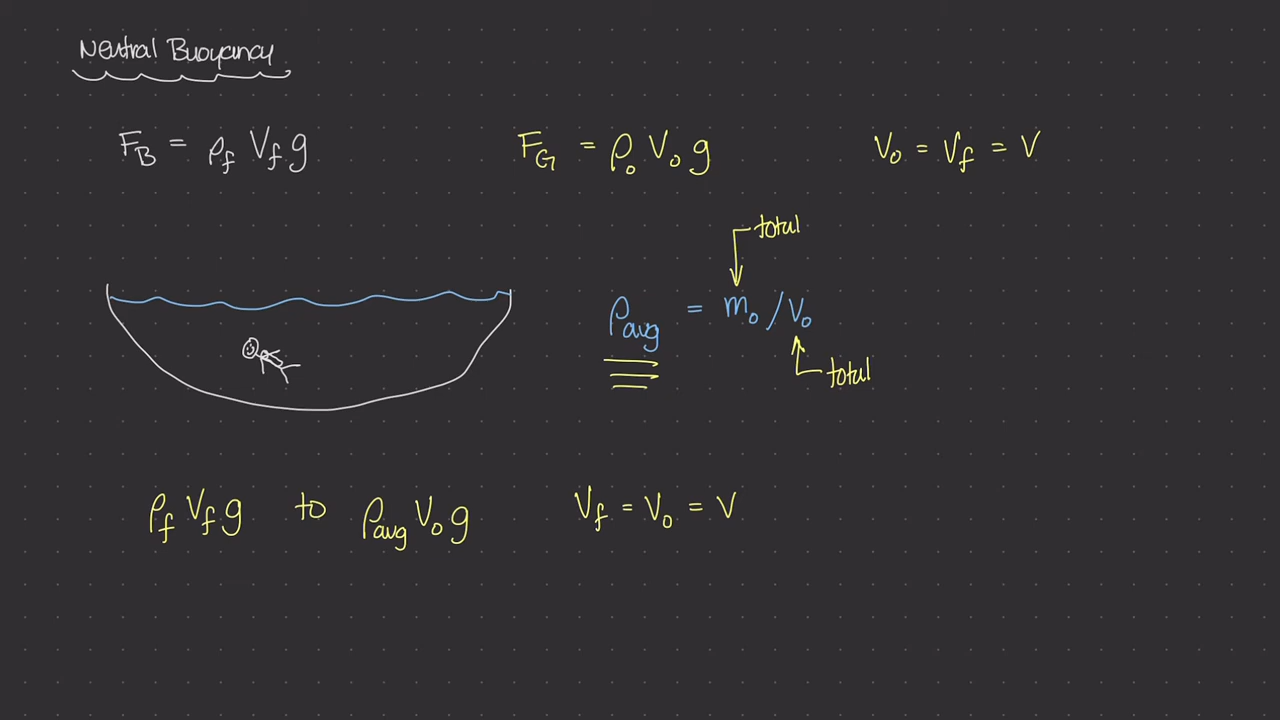 Neutral Buoyancy
F_B = ρ_f V_f g    F_G = ρ_o V_o g    V_o = V_f = V
total
ρ_avg = m_o / V_o
total
ρ_f V_f g to ρ_avg V_o g    V_f = V_o = V